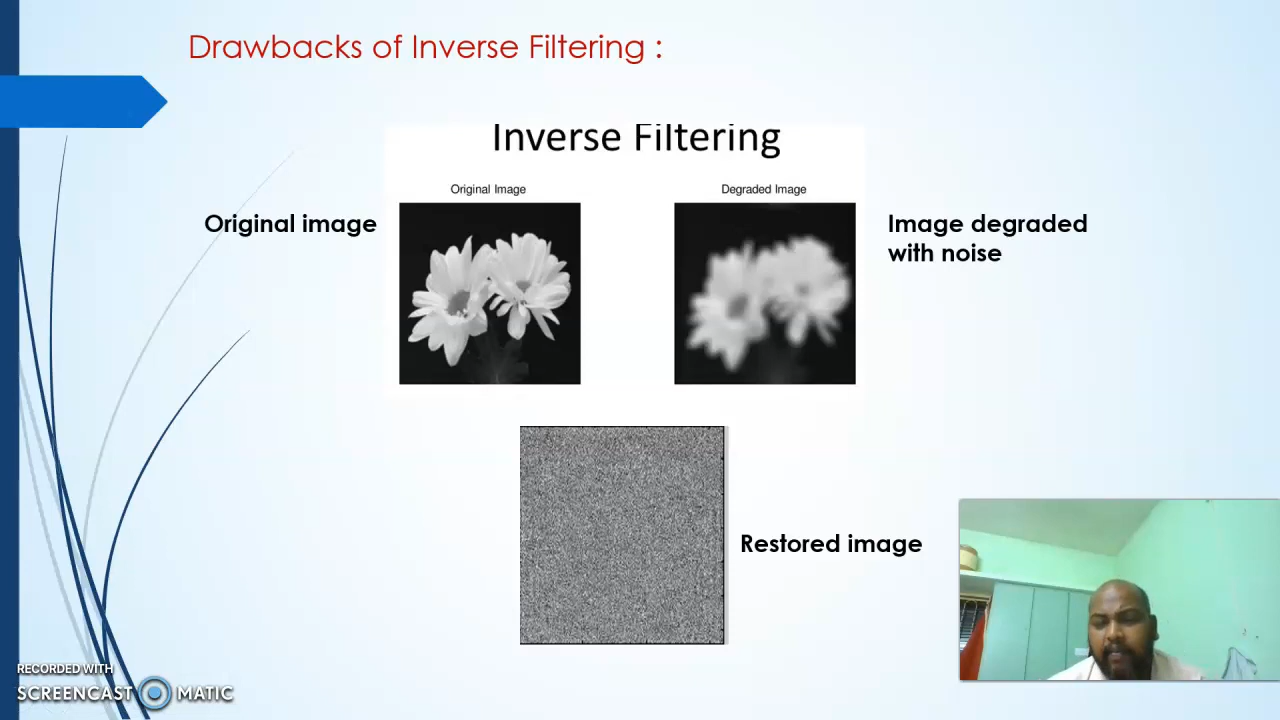 Drawbacks of Inverse Filtering :
Inverse Filtering
Original Image
Degraded Image
Original image
Image degraded
with noise
Restored image
RECORDED WITH
SCREENCAST MATIC